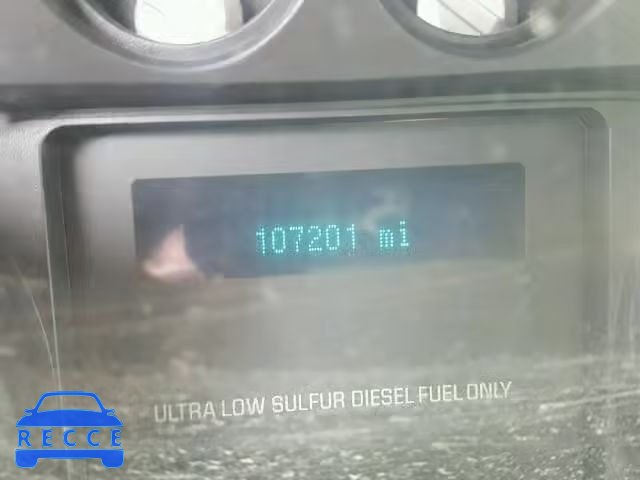 107201 mi
ULTRA LOW SULFUR DIESEL FUEL ONLY
RECCE